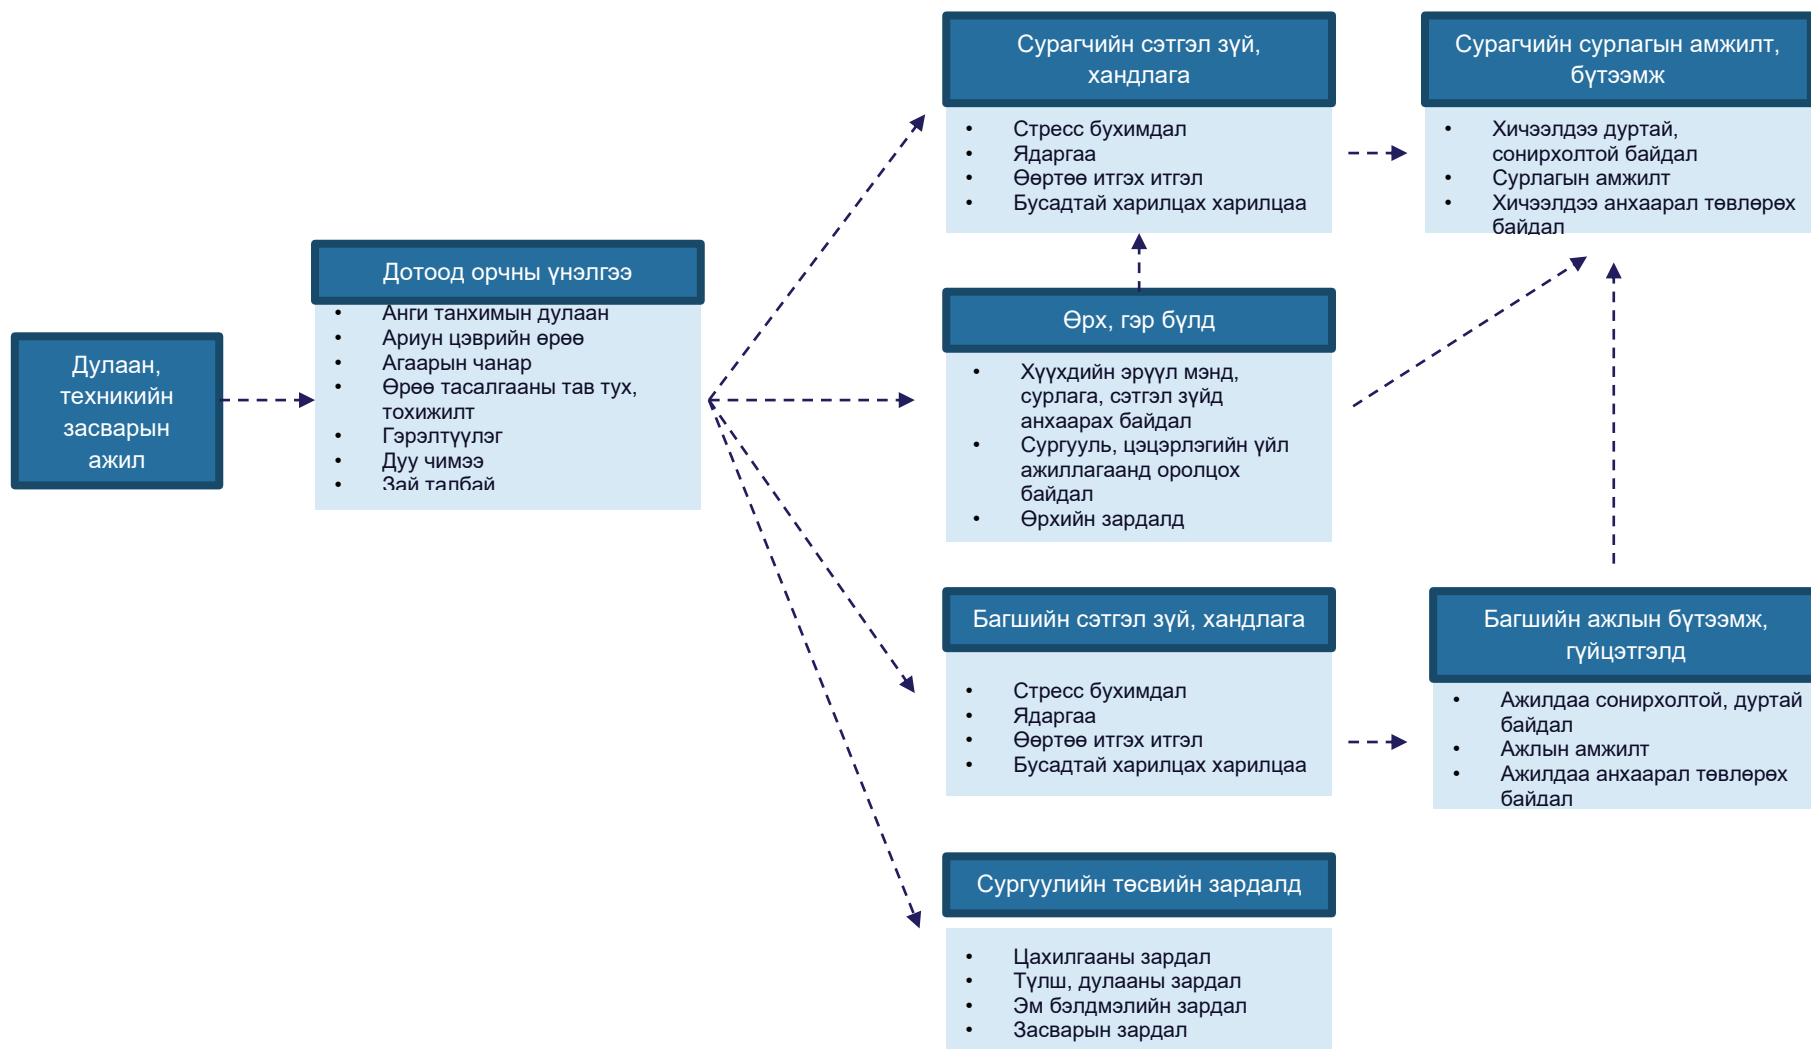 Дулаан,
техникийн
засварын
ажил
Дотоод орчны үнэлгээ
• Анги танхимын дулаан
• Ариун цэврийн өрөө
• Агаарын чанар
• Өрөө тасалгааны тав тух,
тохижилт
• Гэрэлтүүлэг
• Дуу чимээ
• Зай талбай
Сурагчийн сэтгэл зүй,
хандлага
• Стресс бухимдал
• Ядаргаа
• Өөртөө итгэх итгэл
• Бусадтай харилцах харилцаа
Сурагчийн сурлагын амжилт,
бүтээмж
• Хичээлдээ дуртай,
сонирхолтой байдал
• Сурлагын амжилт
• Хичээлдээ анхаарал төвлөрөх
байдал
Өрх, гэр бүлд
• Хүүхдийн эрүүл мэнд,
сурлага, сэтгэл зүйд
анхаарах байдал
• Сургууль, цэцэрлэгийн үйл
ажиллагаанд оролцох
байдал
• Өрхийн зардалд
Багшийн сэтгэл зүй, хандлага
• Стресс бухимдал
• Ядаргаа
• Өөртөө итгэх итгэл
• Бусадтай харилцах харилцаа
Багшийн ажлын бүтээмж,
гүйцэтгэлд
• Ажилдаа сонирхолтой, дуртай
байдал
• Ажлын амжилт
• Ажилдаа анхаарал төвлөрөх
байдал
Сургуулийн төсвийн зардалд
• Цахилгааны зардал
• Түлш, дулааны зардал
• Эм бэлдмэлийн зардал
• Засварын зардал